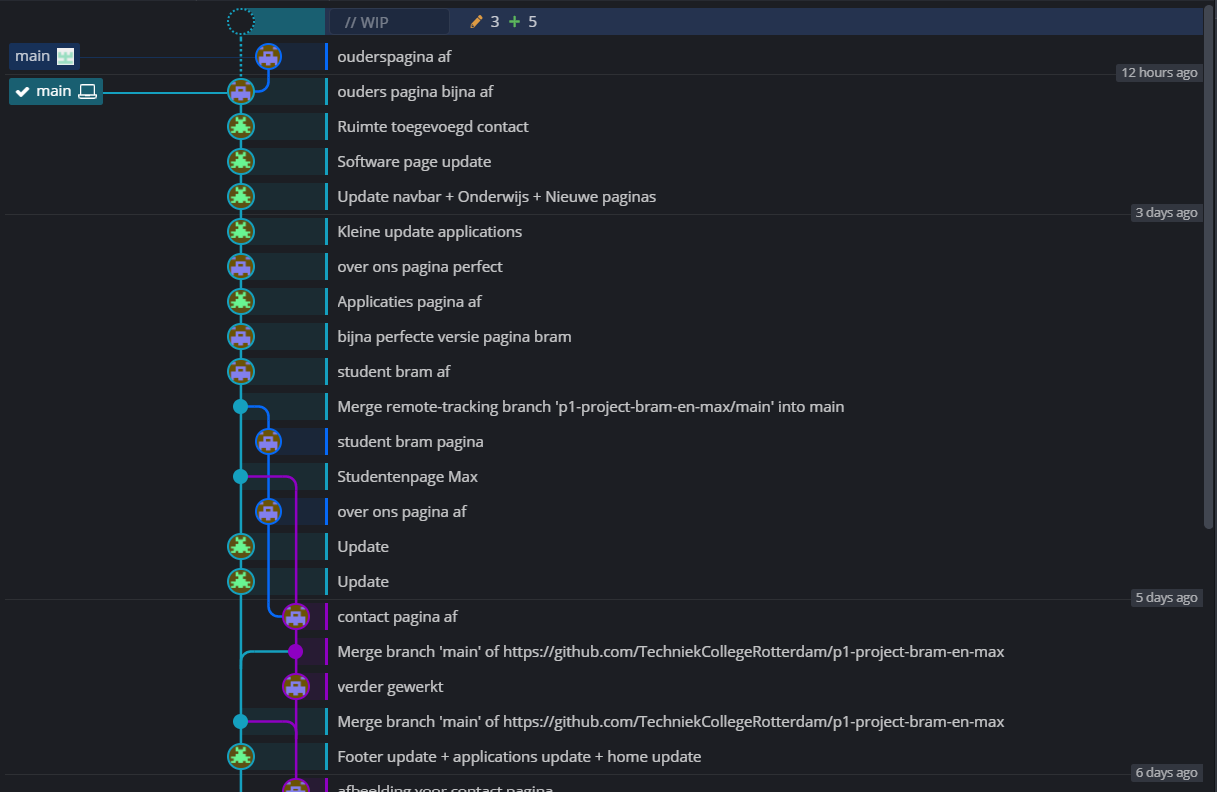 // WIP 3 + 5
main ouderspagina af
12 hours ago
main ouders pagina bijna af
Ruimte toegevoegd contact
Software page update
Update navbar + Onderwijs + Nieuwe paginas
3 days ago
Kleine update applications
over ons pagina perfect
Applicaties pagina af
bijna perfecte versie pagina bram
student bram af
Merge remote-tracking branch 'p1-project-bram-en-max/main' into main
student bram pagina
Studentenpage Max
over ons pagina af
Update
Update
5 days ago
contact pagina af
Merge branch 'main' of https://github.com/TechniekCollegeRotterdam/p1-project-bram-en-max
verder gewerkt
Merge branch 'main' of https://github.com/TechniekCollegeRotterdam/p1-project-bram-en-max
Footer update + applications update + home update
6 days ago
afbeelding voor contact pagina